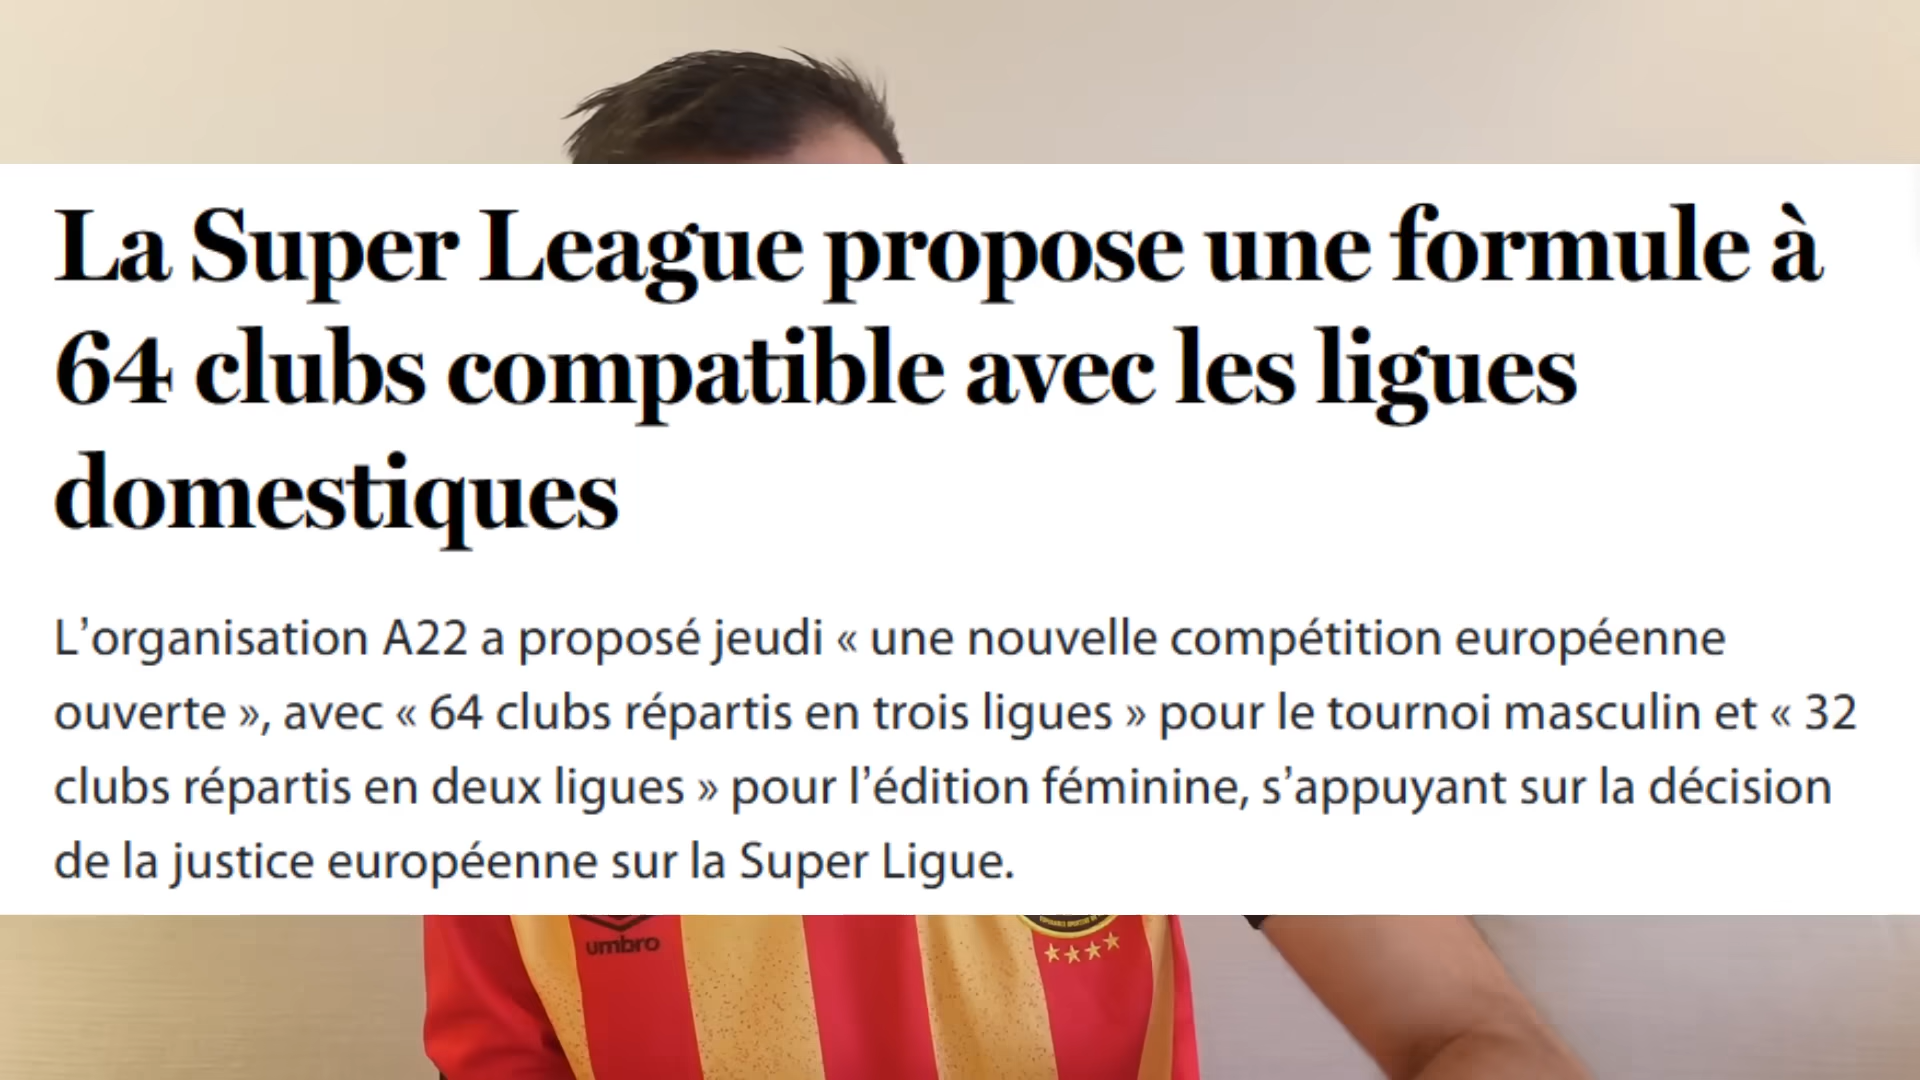 La Super League propose une formule à
64 clubs compatible avec les ligues
domestiques
L’organisation A22 a proposé jeudi « une nouvelle compétition européenne
ouverte », avec « 64 clubs répartis en trois ligues » pour le tournoi masculin et « 32
clubs répartis en deux ligues » pour l’édition féminine, s’appuyant sur la décision
de la justice européenne sur la Super Ligue.
umbro